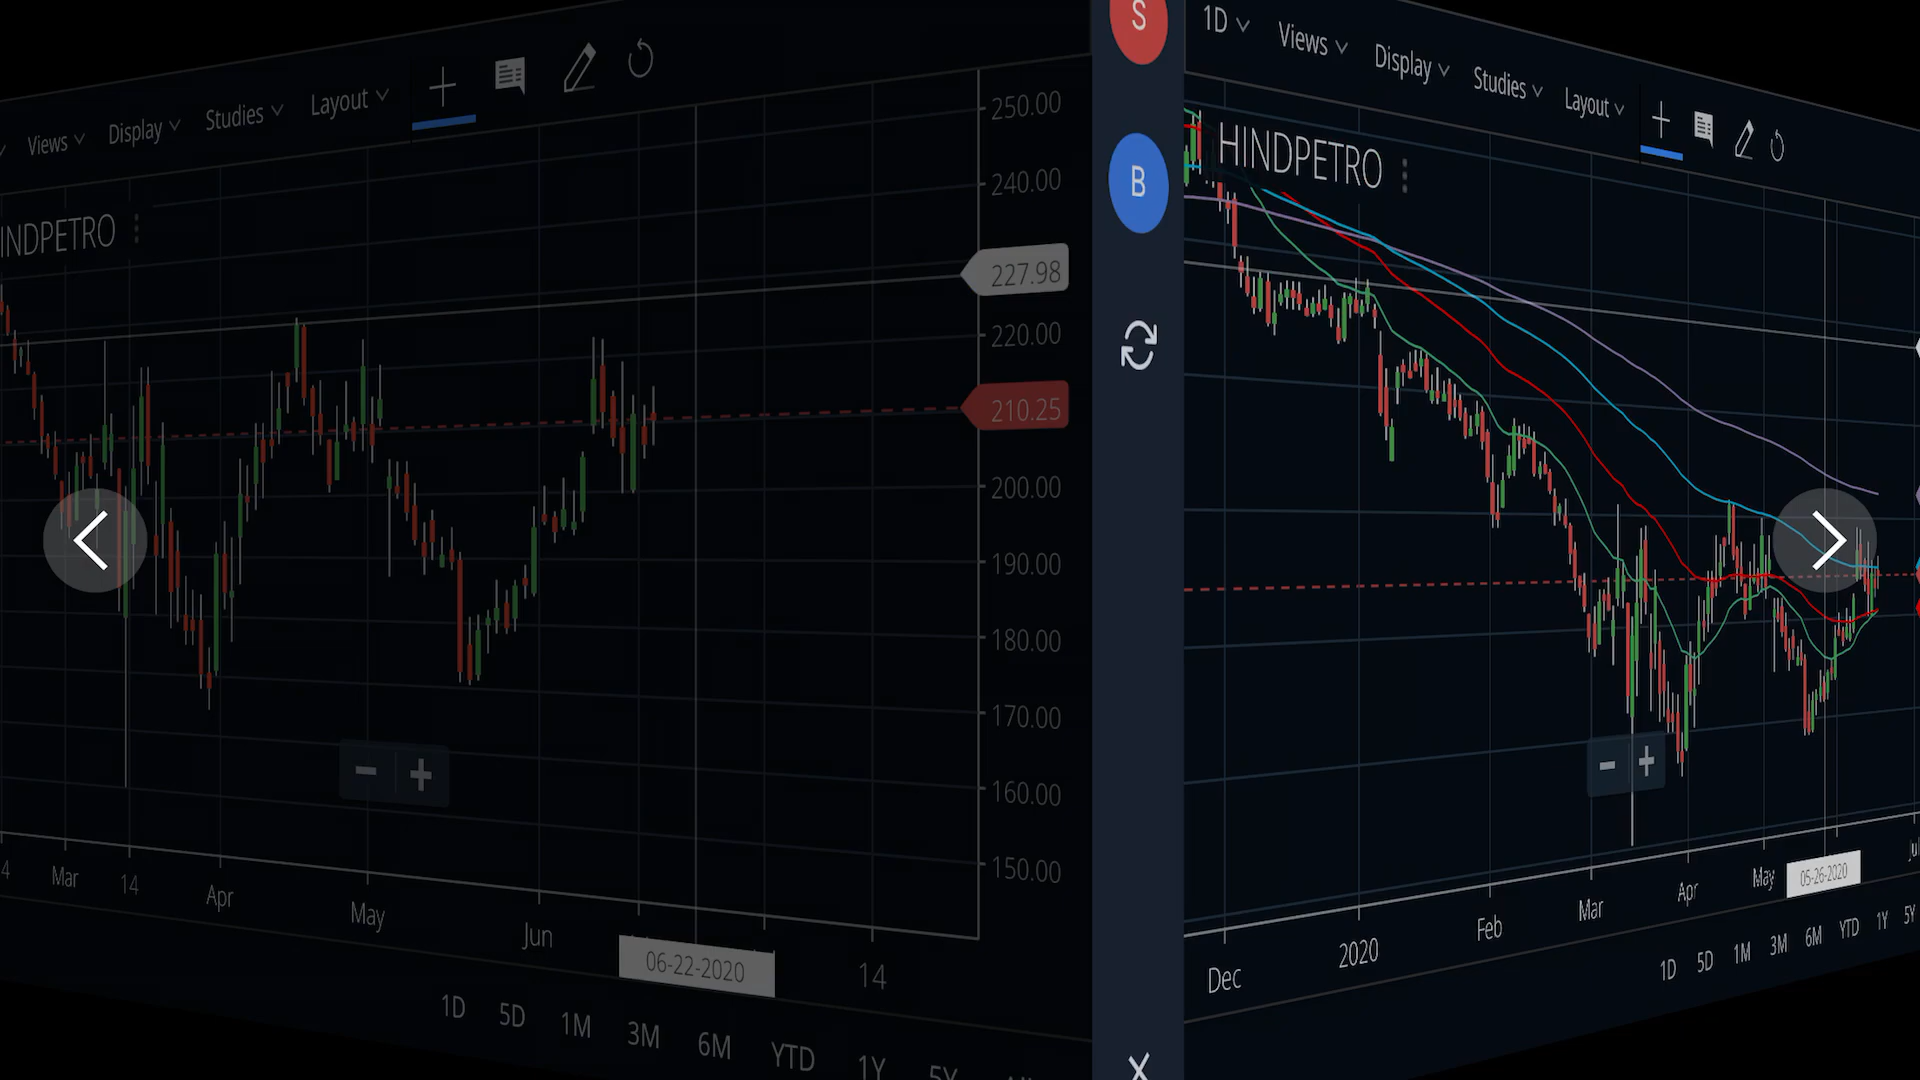 Views
Display
Studies
Layout
INDPETRO
250.00
240.00
227.98
220.00
210.25
200.00
190.00
180.00
170.00
160.00
150.00
4
Mar
14
Apr
May
Jun
06-22-2020
14
1D
5D
1M
3M
6M
YTD
1Y
5Y
S
B
X
1D
Views
Display
Studies
Layout
HINDPETRO
Dec
2020
Feb
Mar
Apr
May
05-26-2020
1D
5D
1M
3M
6M
YTD
1Y
5Y